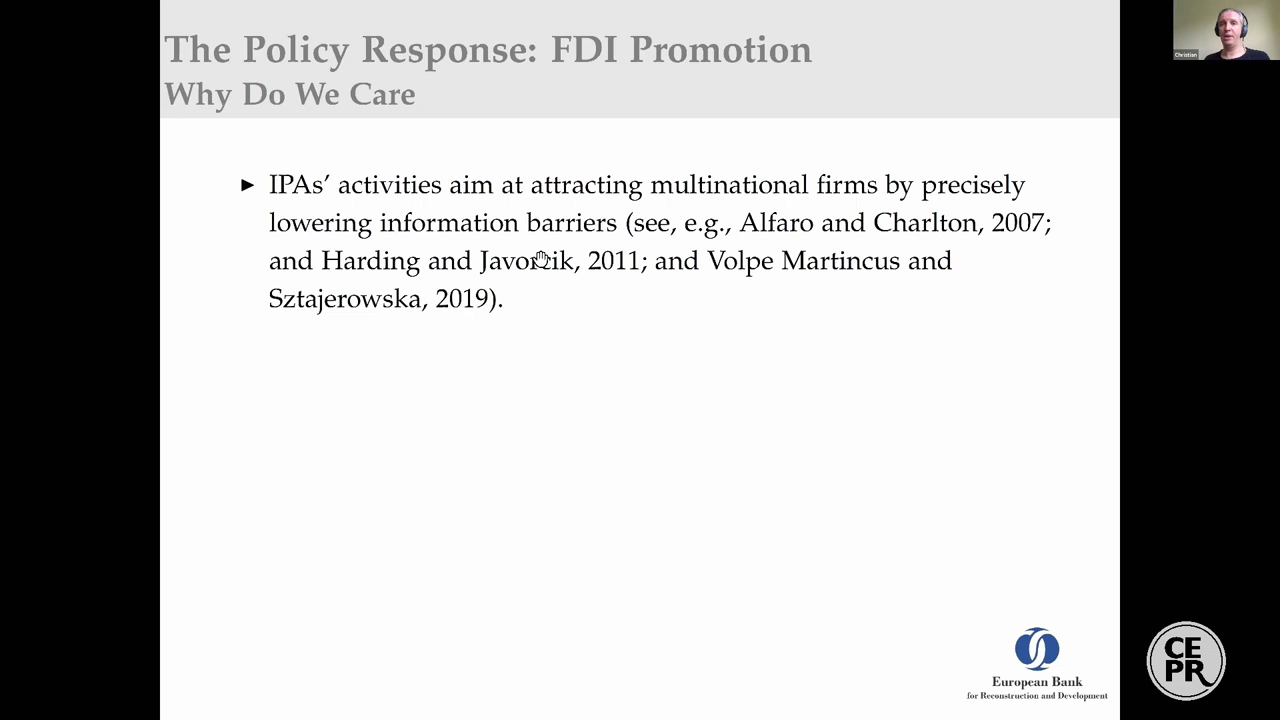 The Policy Response: FDI Promotion
Why Do We Care
Christian
► IPAs’ activities aim at attracting multinational firms by precisely
lowering information barriers (see, e.g., Alfaro and Charlton, 2007;
and Harding and Javorcik, 2011; and Volpe Martincus and
Sztajerowska, 2019).
European Bank
for Reconstruction and Development
CE
PR